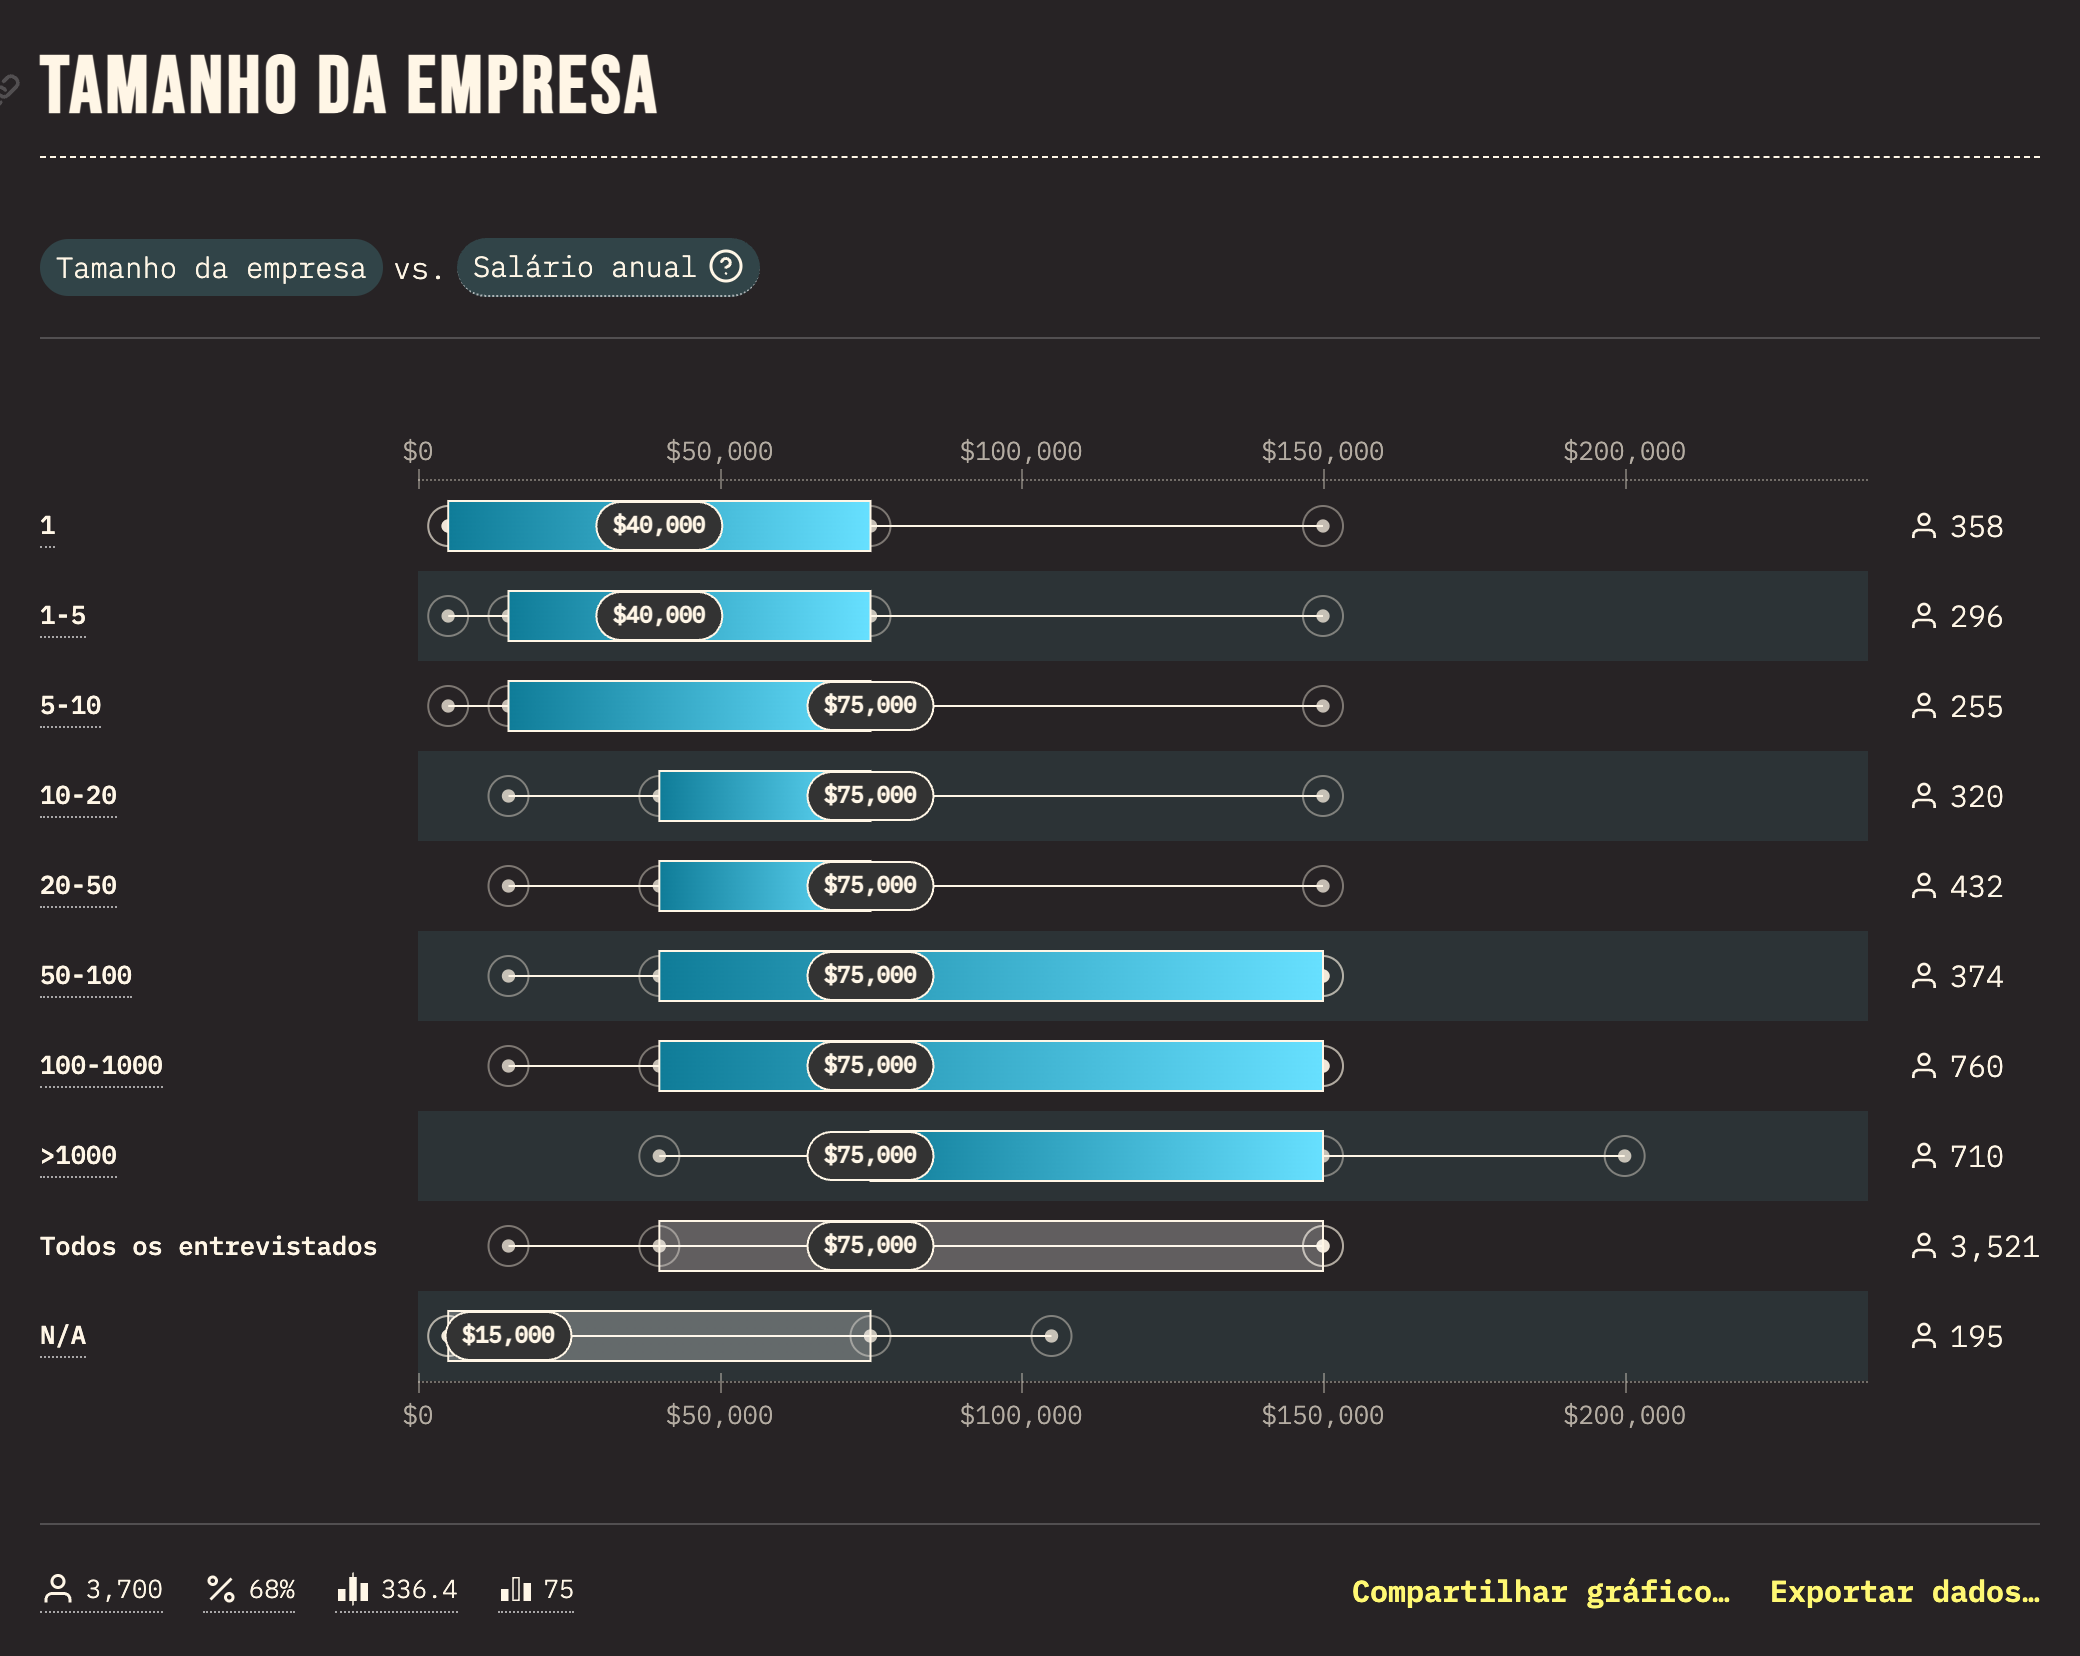 TAMANHO DA EMPRESA
Tamanho da empresa vs. Salário anual
$0 $50,000 $100,000 $150,000 $200,000
1 $40,000 358
1-5 $40,000 296
5-10 $75,000 255
10-20 $75,000 320
20-50 $75,000 432
50-100 $75,000 374
100-1000 $75,000 760
>1000 $75,000 710
Todos os entrevistados $75,000 3,521
N/A $15,000 195
$0 $50,000 $100,000 $150,000 $200,000
3,700 68% 336.4 75 Compartilhar gráfico… Exportar dados…